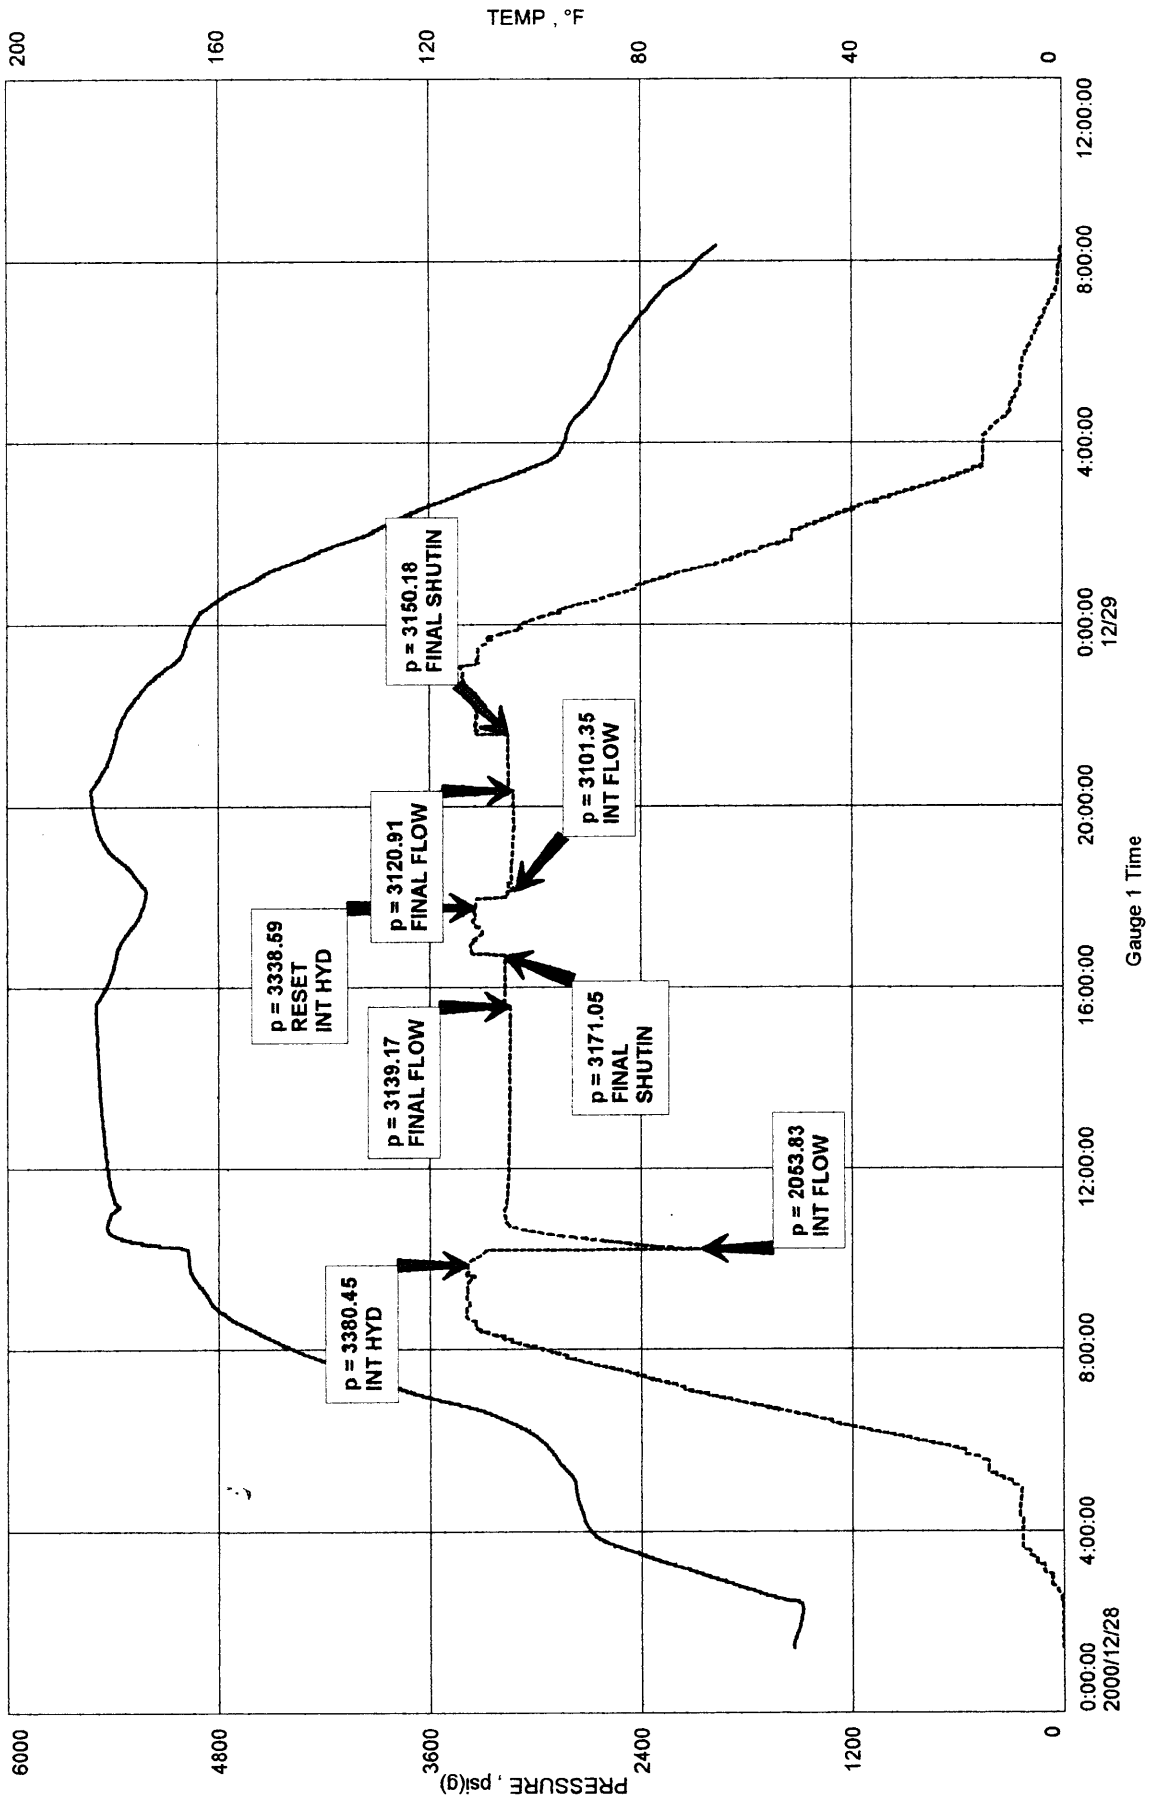 PRESSURE , psi(g)
6000
4800
3600
2400
1200
0
TEMP , °F
200
160
120
80
40
0
p = 3380.45
INT HYD
p = 2053.83
INT FLOW
p = 3139.17
FINAL FLOW
p = 3171.05
FINAL
SHUTIN
p = 3338.59
RESET
INT HYD
p = 3120.91
FINAL FLOW
p = 3101.35
INT FLOW
p = 3150.18
FINAL SHUTIN
0:00:00
2000/12/28
4:00:00
8:00:00
12:00:00
16:00:00
20:00:00
0:00:00
12/29
4:00:00
8:00:00
12:00:00
Gauge 1 Time